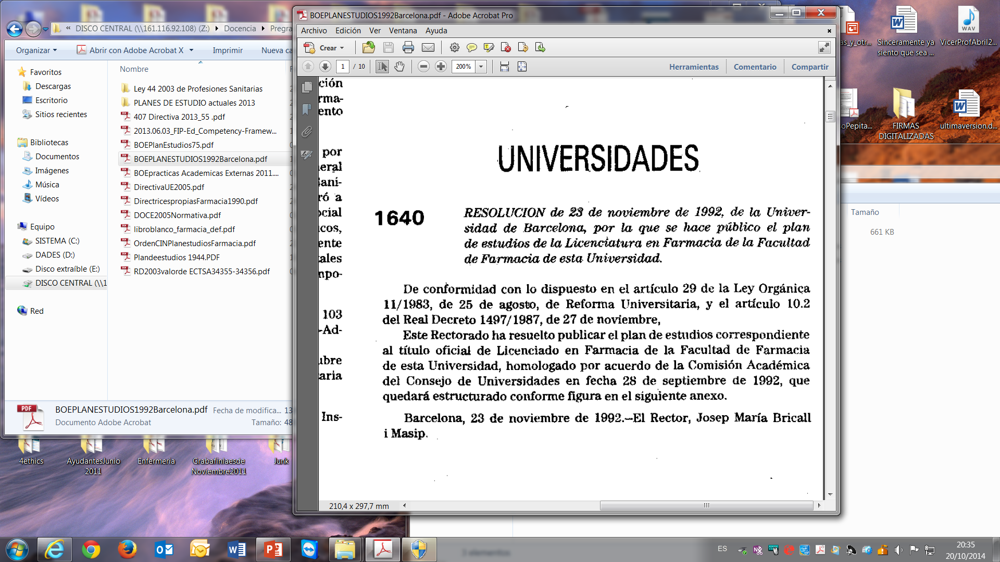 DISCO CENTRAL (\\161.116.92.108) (Z:) Docencia Pregra
Organizar Abrir con Adobe Acrobat X Imprimir Nueva ca
Favoritos
Descargas
Escritorio
Sitios recientes
Bibliotecas
Documentos
Imágenes
Música
Vídeos
Equipo
SISTEMA (C:)
DADES (D:)
Disco extraíble (E:)
DISCO CENTRAL (\\1
Red
Nombre
Ley 44 2003 de Profesiones Sanitarias
PLANES DE ESTUDIO actuales 2013
407 Directiva 2013_55 .pdf
2013.06.03_FIP-Ed_Competency-Framew...
BOEPlanEstudios75.pdf
BOEPLANESTUDIOS1992Barcelona.pdf
BOEpracticas Academicas Externas 2011....
DirectivaUE2005.pdf
DirectricespropiasFarmacia1990.pdf
DOCE2005Normativa.pdf
libroblanco_farmacia_def.pdf
OrdenCINPlanestudiosFarmacia.pdf
Plandeestudios 1944.PDF
RD2003valorde ECTSA34355-34356.pdf
PDF
BOEPLANESTUDIOS1992Barcelona.pdf Fecha de modifica... 13
Documento Adobe Acrobat Tamaño: 48
4ethics
AyudantesJunio
2011
Enfermeria
Grabafinlaesde
Noviembre2011
Junk
BOEPLANESTUDIOS1992Barcelona.pdf - Adobe Acrobat Pro
Archivo Edición Ver Ventana Ayuda
Crear
1 / 10 200% Herramientas Comentario Compartir
ción
rma-
ento
por
neral
Sani-
ró a
ocial
icos,
ente
tales
mpo-
103
-Ad-
ubre
taria
Ins-
UNIVERSIDADES
1640
RESOLUCION de 23 de noviembre de 1992, de la Univer-
sidad de Barcelona, por la que se hace público el plan
de estudios de la Licenciatura en Farmacia de la Facultad
de Farmacia de esta Universidad.
De conformidad con lo dispuesto en el artículo 29 de la Ley Orgánica
11/1983, de 25 de agosto, de Reforma Universitaria, y el artículo 10.2
del Real Decreto 1497/1987, de 27 de noviembre,
Este Rectorado ha resuelto publicar el plan de estudios correspondiente
al título oficial de Licenciado en Farmacia de la Facultad de Farmacia
de esta Universidad, homologado por acuerdo de la Comisión Académica
del Consejo de Universidades en fecha 28 de septiembre de 1992, que
quedará estructurado conforme figura en el siguiente anexo.
Barcelona, 23 de noviembre de 1992.—El Rector, Josep María Bricall
i Masip.
210,4 x 297,7 mm
as_y_otr...
Sinceramente ya
siento que sea ...
WAV
VicerProfAbril2...
oPepita...
FIRMAS
DIGITALIZADAS
ultimaversion.d...
Tamaño
661 KB
3 elementos
ES
20:35
20/10/2014